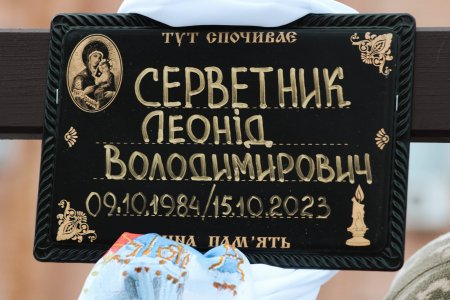 ТУТ СПОЧИВАЄ
СЕРВЕТНИК
ЛЕОНІД
ВОЛОДИМИРОВИЧ
09.10.1984/15.10.2023
ПАМ'ЯТЬ